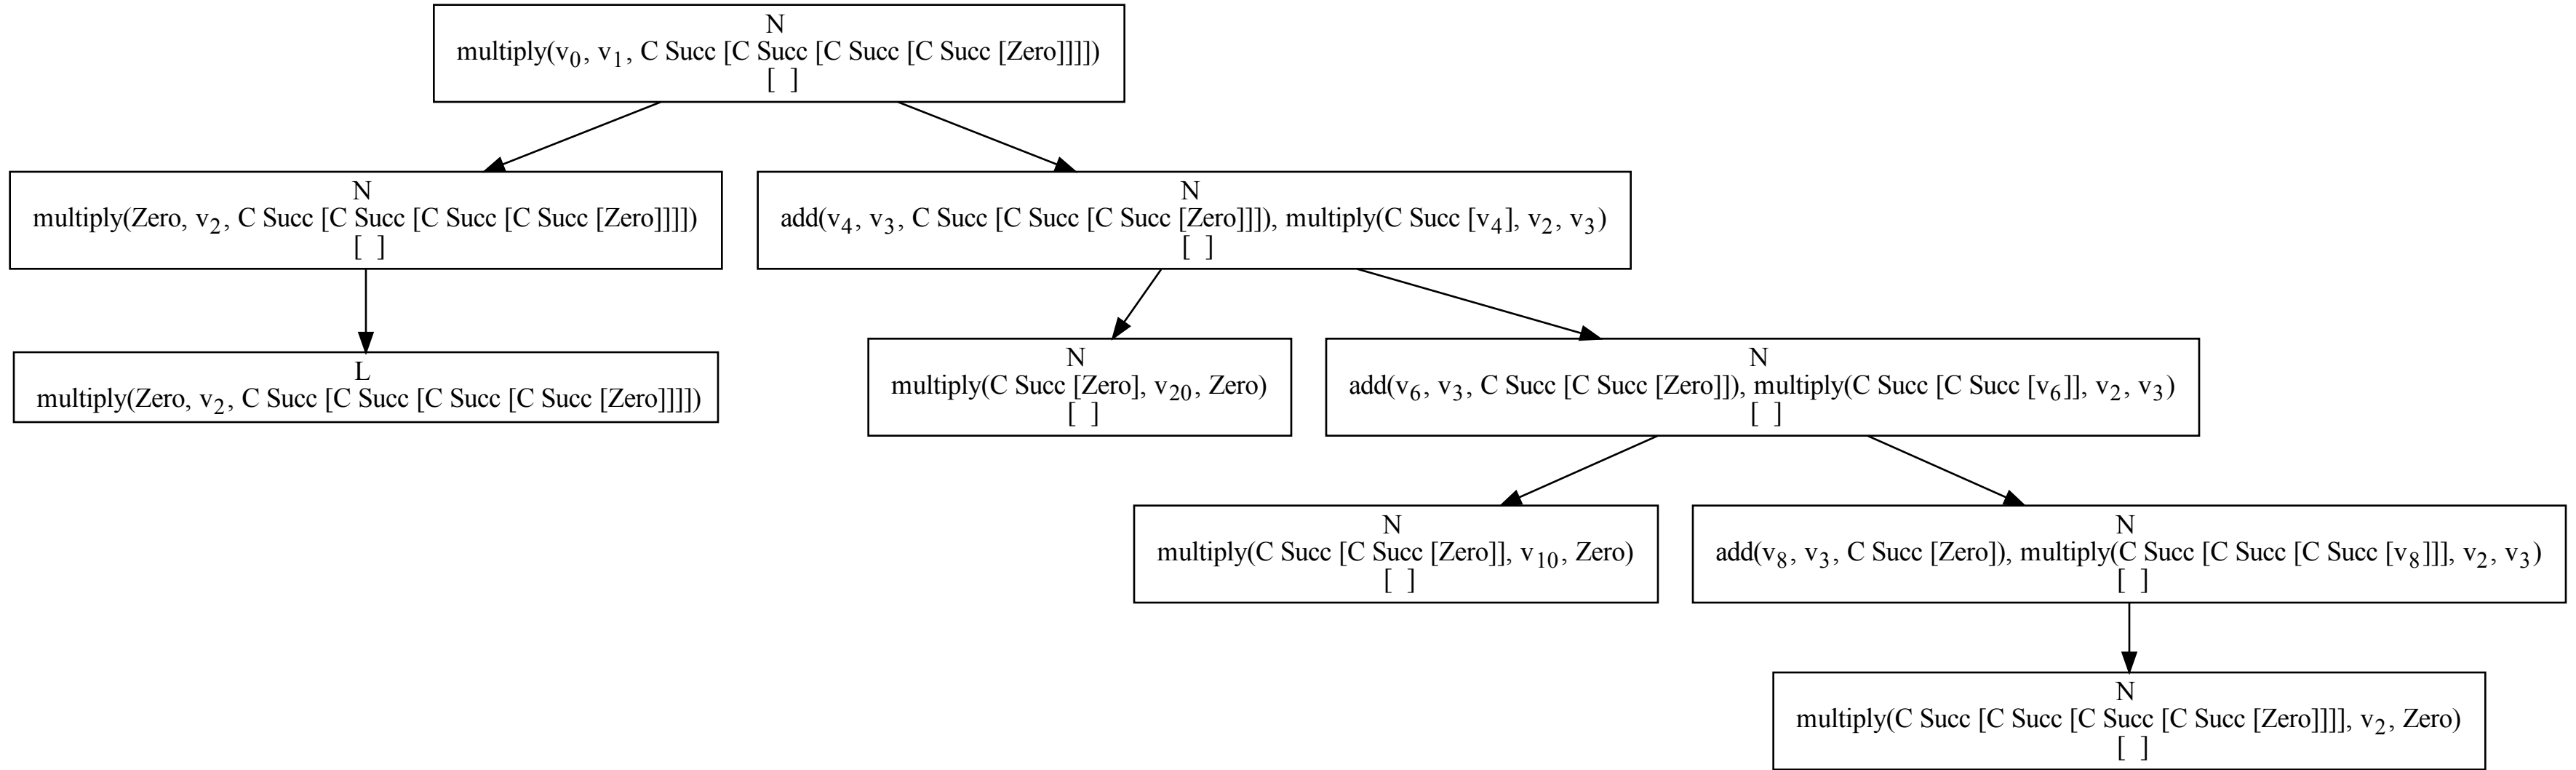 N
multiply(v0, v1, C Succ [C Succ [C Succ [C Succ [Zero]]]])
[ ]
N
multiply(Zero, v2, C Succ [C Succ [C Succ [C Succ [Zero]]]])
[ ]
N
add(v4, v3, C Succ [C Succ [C Succ [Zero]]]), multiply(C Succ [v4], v2, v3)
[ ]
L
multiply(Zero, v2, C Succ [C Succ [C Succ [C Succ [Zero]]]])
N
multiply(C Succ [Zero], v20, Zero)
[ ]
N
add(v6, v3, C Succ [C Succ [Zero]]), multiply(C Succ [C Succ [v6]], v2, v3)
[ ]
N
multiply(C Succ [C Succ [Zero]], v10, Zero)
[ ]
N
add(v8, v3, C Succ [Zero]), multiply(C Succ [C Succ [C Succ [v8]]], v2, v3)
[ ]
N
multiply(C Succ [C Succ [C Succ [C Succ [Zero]]]], v2, Zero)
[ ]